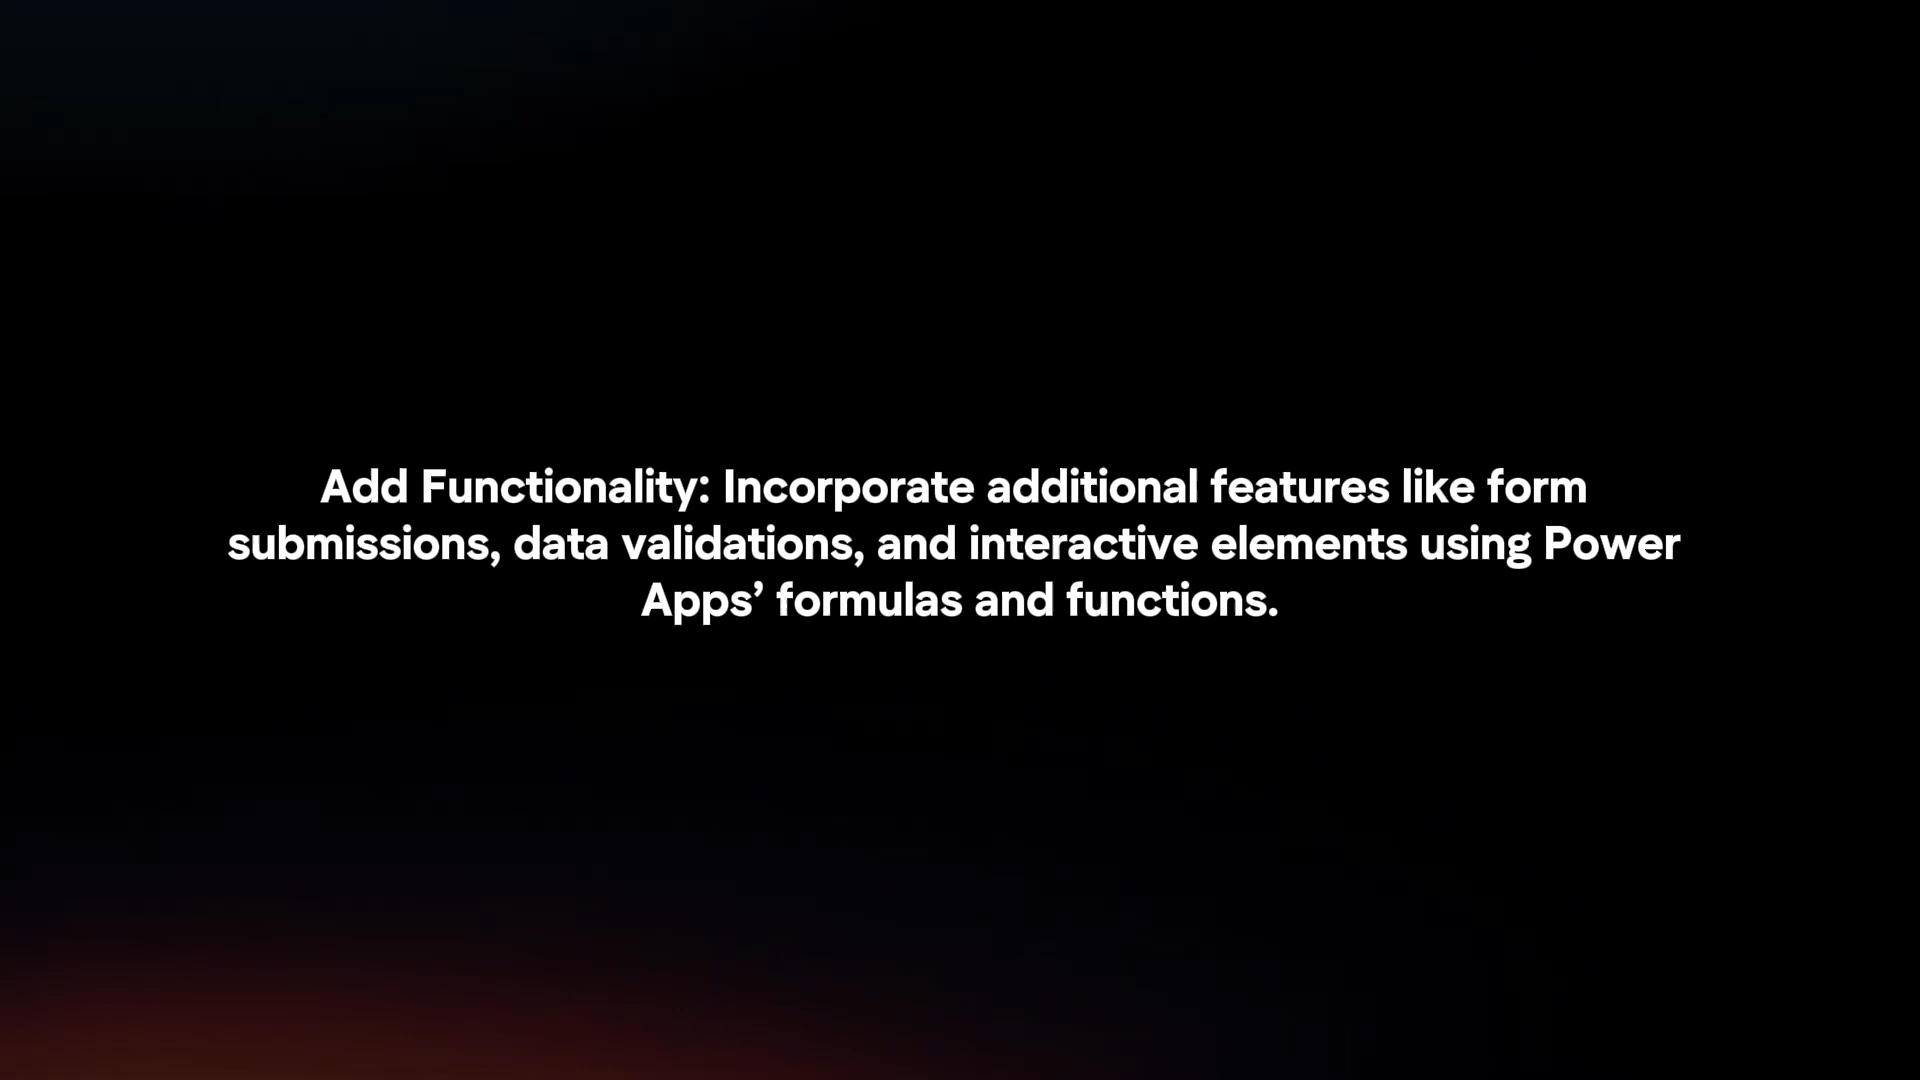 Add Functionality: Incorporate additional features like form
submissions, data validations, and interactive elements using Power
Apps’ formulas and functions.